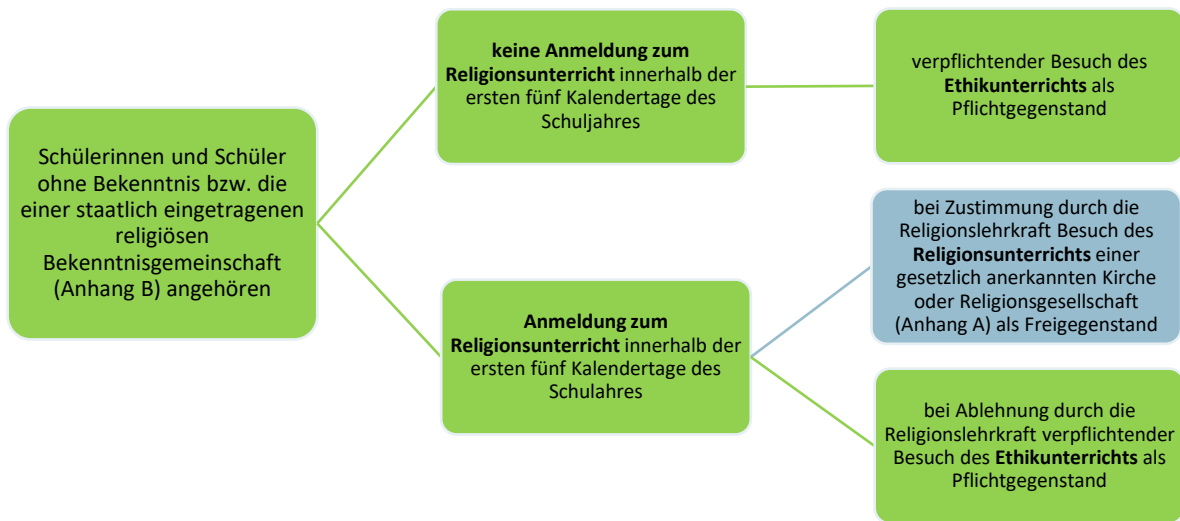 Schülerinnen und Schüler
ohne Bekenntnis bzw. die
einer staatlich eingetragenen
religiösen
Bekenntnisgemeinschaft
(Anhang B) angehören
keine Anmeldung zum
Religionsunterricht innerhalb der
ersten fünf Kalendertage des
Schuljahres
verpflichtender Besuch des
Ethikunterrichts als
Pflichtgegenstand
Anmeldung zum
Religionsunterricht innerhalb der
ersten fünf Kalendertage des
Schulahres
bei Zustimmung durch die
Religionslehrkraft Besuch des
Religionsunterrichts einer
gesetzlich anerkannten Kirche
oder Religionsgesellschaft
(Anhang A) als Freigegenstand
bei Ablehnung durch die
Religionslehrkraft verpflichtender
Besuch des Ethikunterrichts als
Pflichtgegenstand